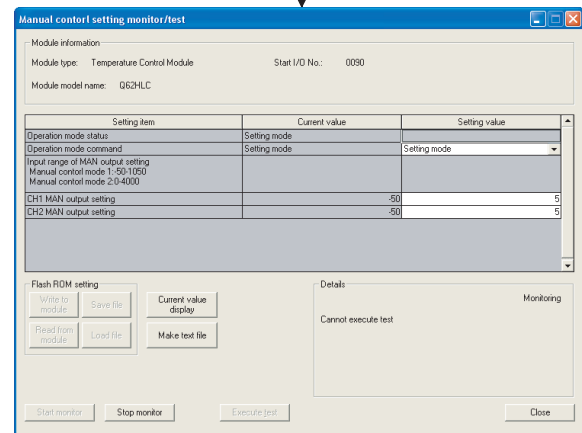 Manual contorl setting monitor/test
Module information
Module type: Temperature Control Module Start I/O No.: 0090
Module model name: Q62HLC
Setting item Current value Setting value
Operation mode status Setting mode
Operation mode command Setting mode Setting mode
Input range of MAN output setting
Manual contorl mode 1:-50-1050
Manual contorl mode 2:0-4000
CH1 MAN output setting -50 5
CH2 MAN output setting -50 5
Flash ROM setting
Write to module
Save file
Current value display
Read from module
Load file
Make text file
Details
Monitoring
Cannot execute test
Start monitor Stop monitor Execute test Close